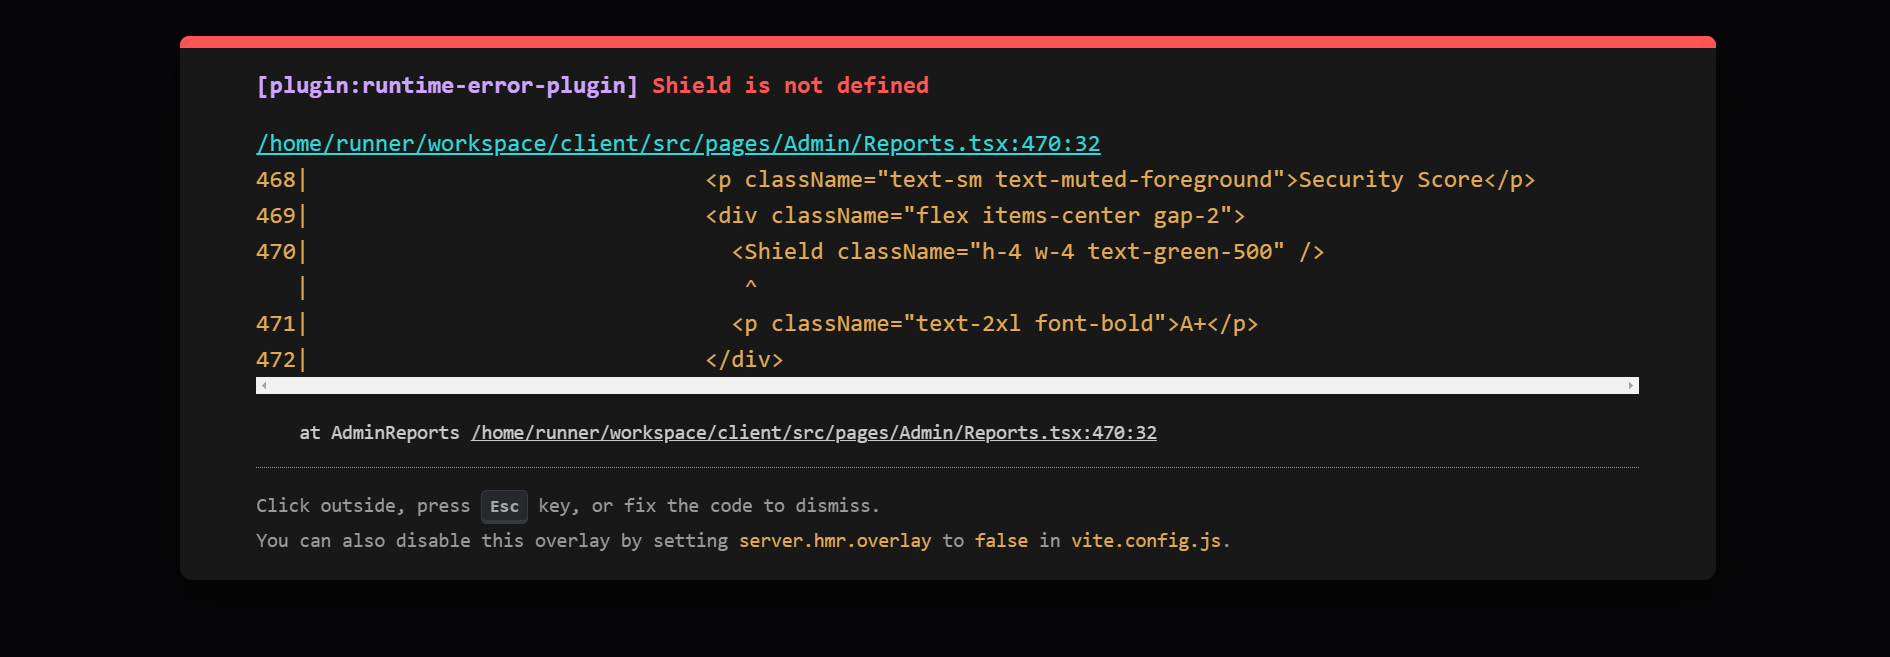 [plugin:runtime-error-plugin] Shield is not defined
/home/runner/workspace/client/src/pages/Admin/Reports.tsx:470:32
468|                              <p className="text-sm text-muted-foreground">Security Score</p>
469|                              <div className="flex items-center gap-2">
470|                                <Shield className="h-4 w-4 text-green-500" />
   |                                 ^
471|                                <p className="text-2xl font-bold">A+</p>
472|                              </div>
at AdminReports /home/runner/workspace/client/src/pages/Admin/Reports.tsx:470:32
Click outside, press Esc key, or fix the code to dismiss.
You can also disable this overlay by setting server.hmr.overlay to false in vite.config.js.